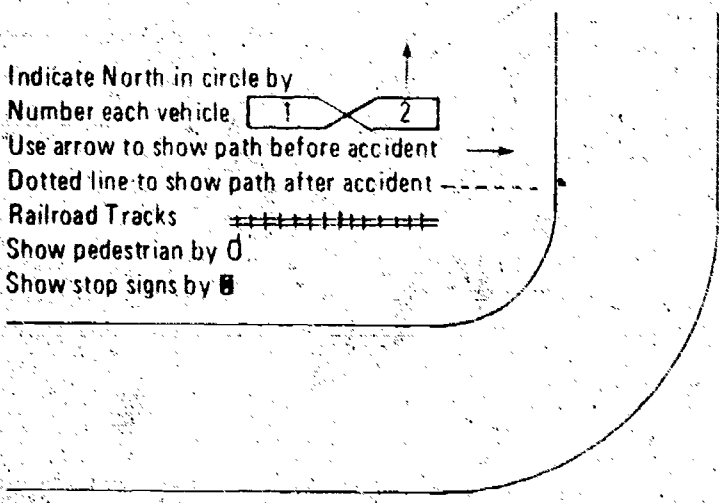 Indicate North in circle by
Number each vehicle 1 2
Use arrow to show path before accident
Dotted line to show path after accident
Railroad Tracks
Show pedestrian by
Show stop signs by